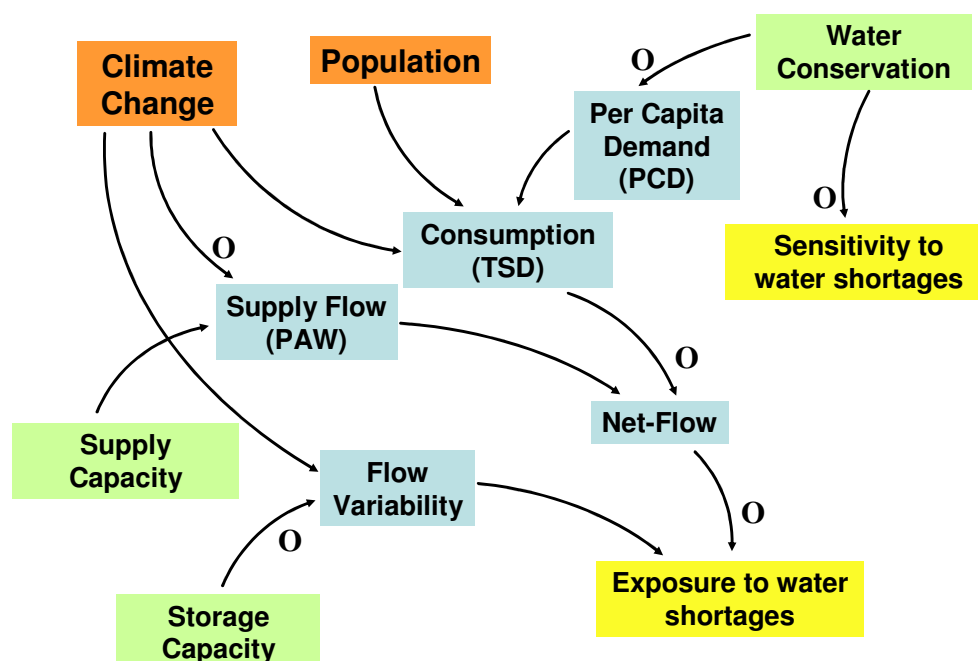 Climate
Change
Population
O
Water
Conservation
Per Capita
Demand
(PCD)
O
Consumption
(TSD)
O
Sensitivity to
water shortages
Supply Flow
(PAW)
O
Net-Flow
Supply
Capacity
Flow
Variability
O
O
Exposure to water
shortages
Storage
Capacity